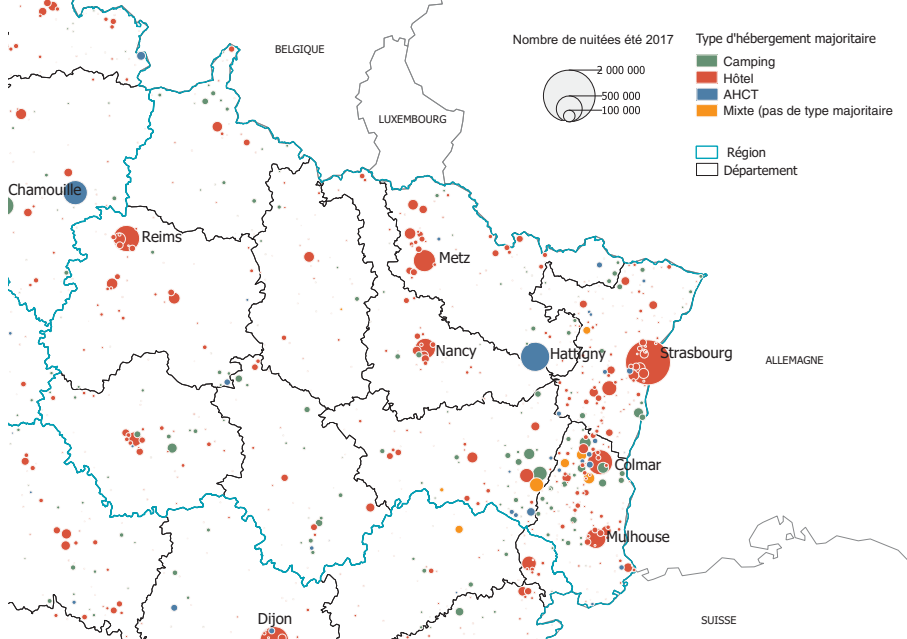 BELGIQUE
Nombre de nuitées été 2017
2 000 000
500 000
100 000
Type d'hébergement majoritaire
Camping
Hôtel
AHCT
Mixte (pas de type majoritaire
Région
Département
LUXEMBOURG
Chamouille
Reims
Metz
Nancy
Hattigny
Strasbourg
ALLEMAGNE
Colmar
Mulhouse
Dijon
SUISSE